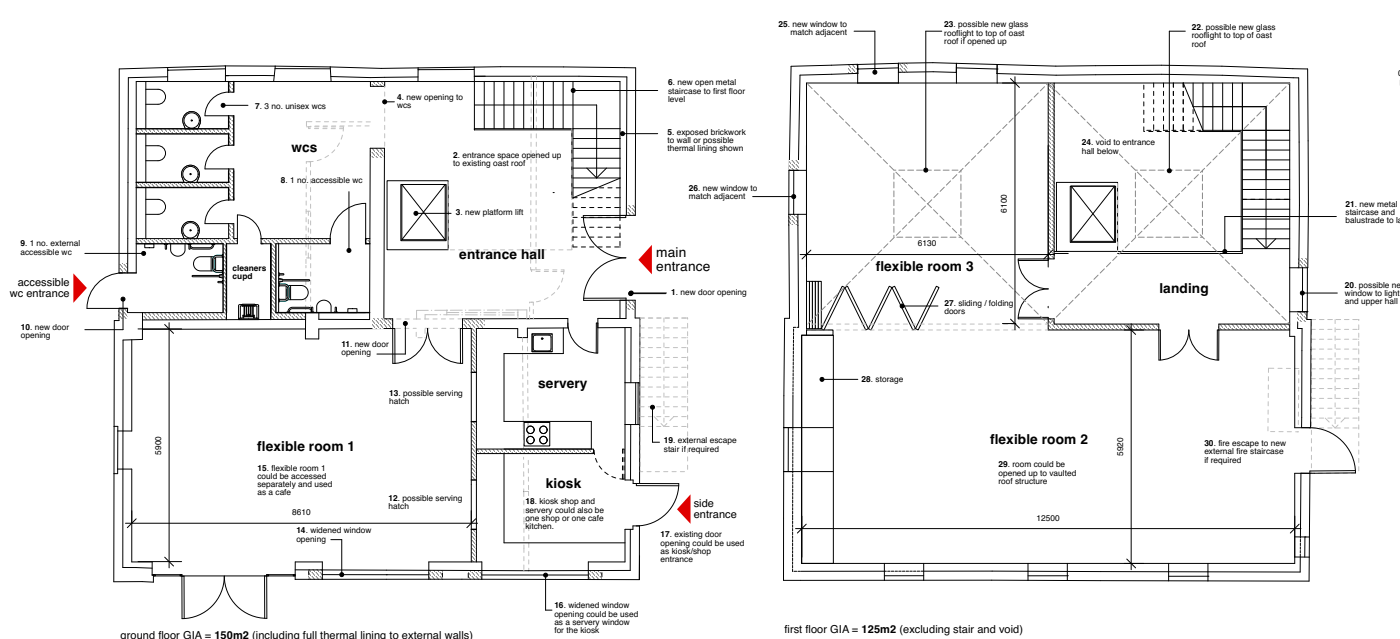 6. new open metal
staircase to first floor
level
4. new opening to
wcs
7. 3 no. unisex wcs
5. exposed brickwork
to wall or possible
thermal lining shown
wcs
2. entrance space opened up
to existing oast roof
8. 1 no. accessible wc
3. new platform lift
9. 1 no. external
accessible wc
entrance hall
main
entrance
cleaners
cupd
accessible
wc entrance
1. new door opening
10. new door
opening
11. new door
opening
13. possible serving
hatch
servery
5900
flexible room 1
15. flexible room 1
could be accessed
separately and used
as a cafe
19. external escape
stair if required
kiosk
18. kiosk shop and
servery could also be
one shop or one cafe
kitchen.
12. possible serving
hatch
8610
side
entrance
14. widened window
opening
17. existing door
opening could be used
as kiosk/shop
entrance
16. widened window
opening could be used
as a servery window
for the kiosk
ground floor GIA = 150m2 (including full thermal lining to external walls)
25. new window to
match adjacent
23. possible new glass
rooflight to top of oast
roof if opened up
22. possible new glass
rooflight to top of oast
roof
24. void to entrance
hall below
26. new window to
match adjacent
6100
21. new metal
staircase and
balustrade to la
6130
flexible room 3
landing
20. possible ne
window to light
and upper hall
27. sliding / folding
doors
28. storage
flexible room 2
5920
29. room could be
opened up to vaulted
roof structure
30. fire escape to new
external fire staircase
if required
12500
first floor GIA = 125m2 (excluding stair and void)